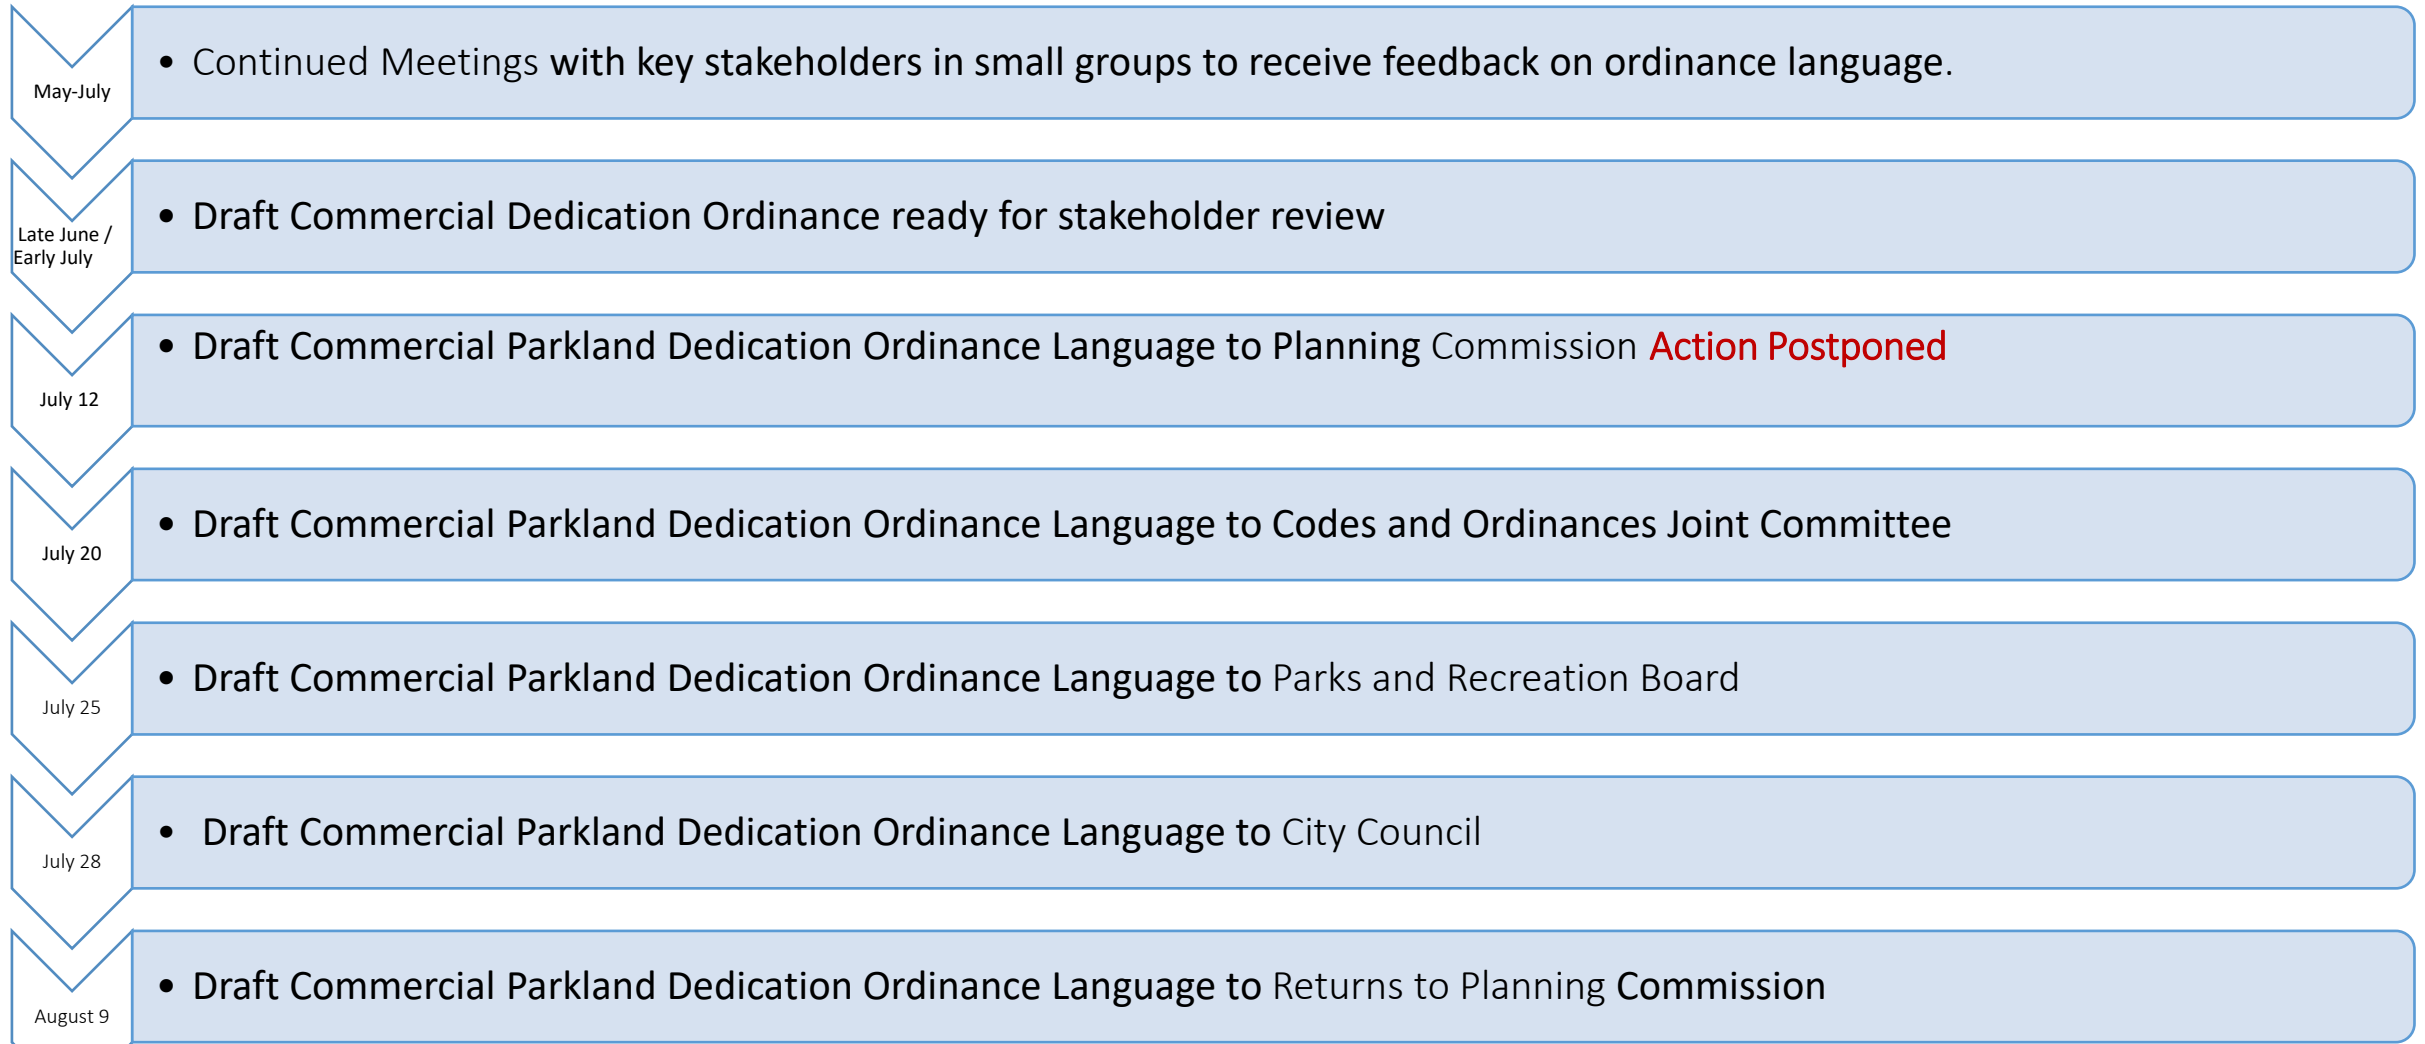 May-July
• Continued Meetings with key stakeholders in small groups to receive feedback on ordinance language.
Late June /
Early July
• Draft Commercial Dedication Ordinance ready for stakeholder review
July 12
• Draft Commercial Parkland Dedication Ordinance Language to Planning Commission Action Postponed
July 20
• Draft Commercial Parkland Dedication Ordinance Language to Codes and Ordinances Joint Committee
July 25
• Draft Commercial Parkland Dedication Ordinance Language to Parks and Recreation Board
July 28
• Draft Commercial Parkland Dedication Ordinance Language to City Council
August 9
• Draft Commercial Parkland Dedication Ordinance Language to Returns to Planning Commission